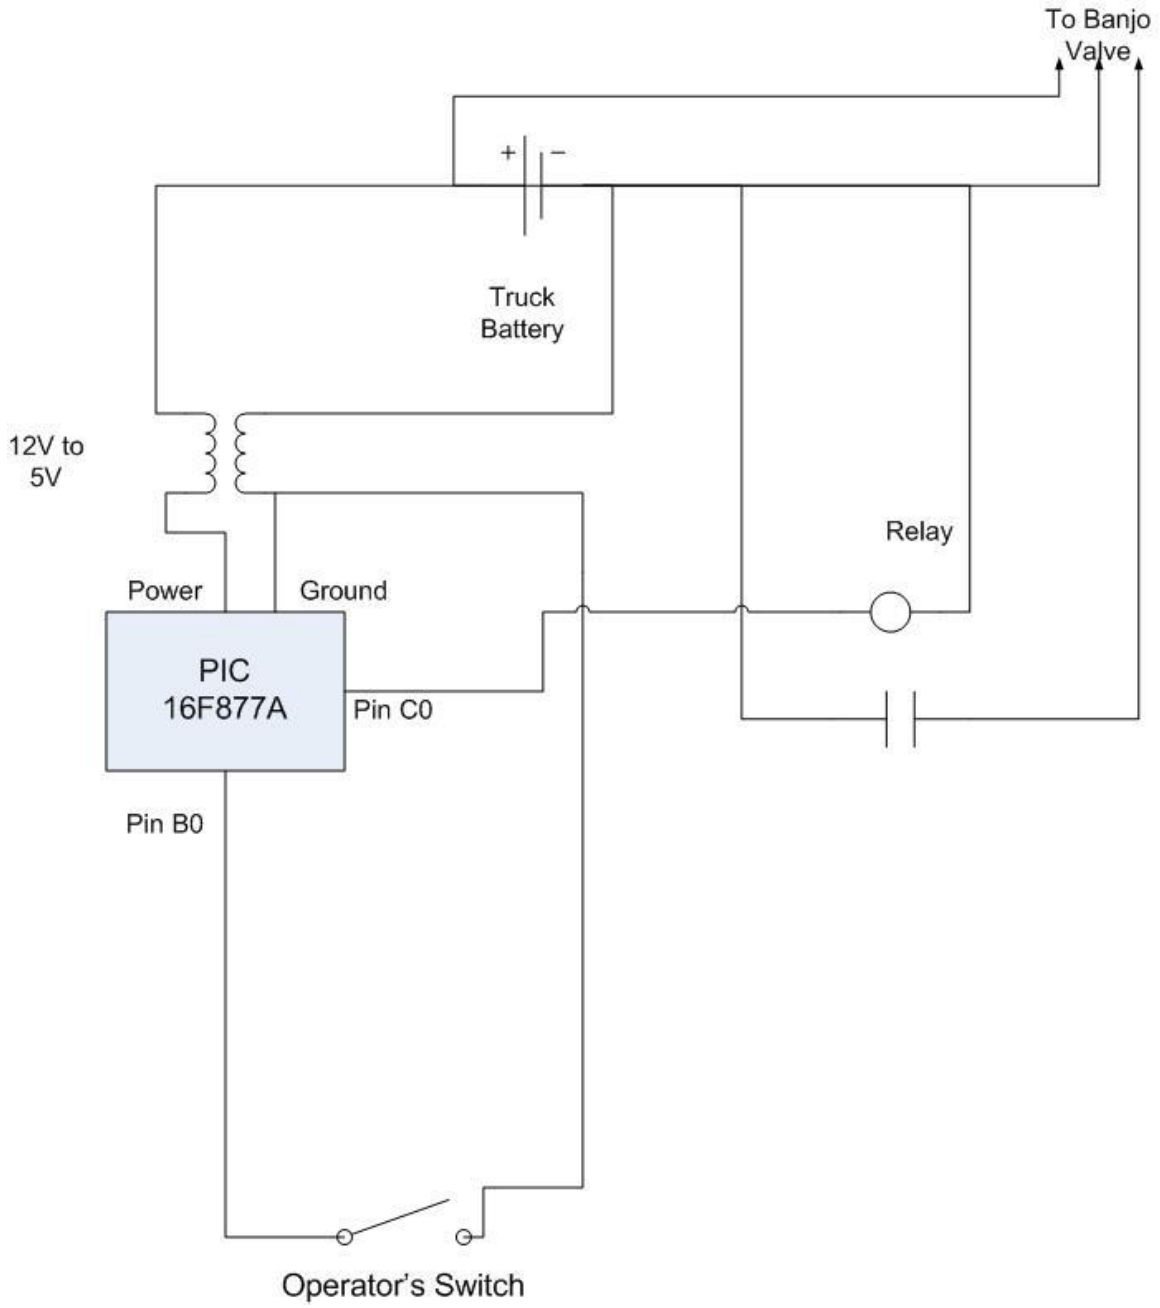 To Banjo
Valve
+ −
Truck
Battery
12V to
5V
Relay
Power
Ground
PIC
16F877A
Pin C0
Pin B0
Operator's Switch